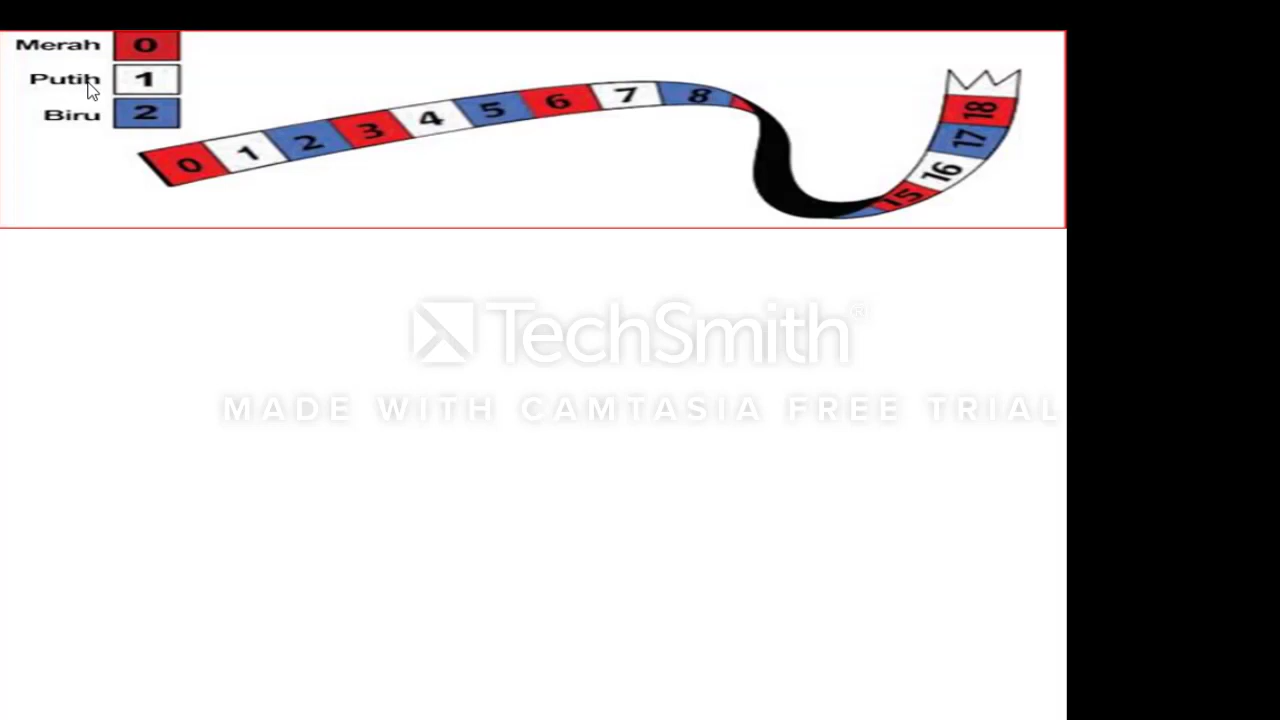 Merah 0
Putih 1
Biru 2
0 1 2 3 4 5 6 7 8 15 16 17 18
TechSmith®
MADE WITH CAMTASIA FREE TRIAL